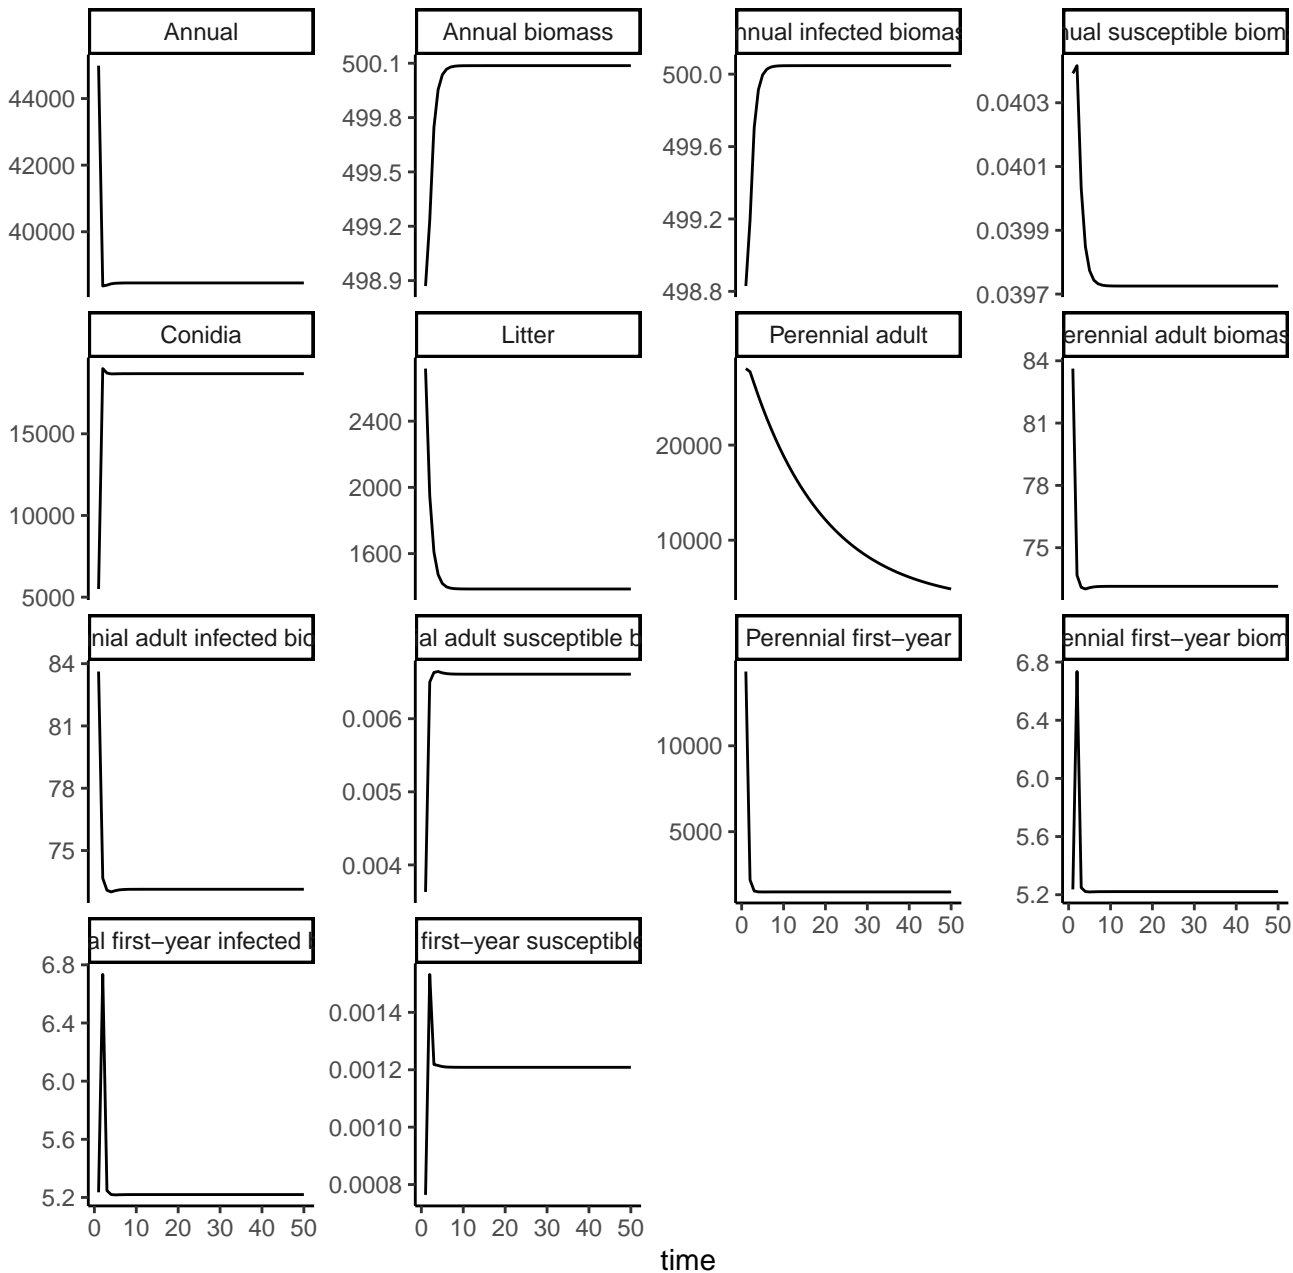 Annual
Annual biomass
nnual infected biomas
ual susceptible biom
44000
42000
40000
500.1
499.8
499.5
499.2
498.9
500.0
499.6
499.2
498.8
0.0403
0.0401
0.0399
0.0397
Conidia
Litter
Perennial adult
erennial adult biomas
15000
10000
5000
2400
2000
1600
20000
10000
84
81
78
75
nial adult infected bio
al adult susceptible b
Perennial first−year
ennial first−year biom
84
81
78
75
0.006
0.005
0.004
10000
5000
6.8
6.4
6.0
5.6
5.2
0 10 20 30 40 50
0 10 20 30 40 50
al first−year infected b
first−year susceptible
6.8
6.4
6.0
5.6
5.2
0.0014
0.0012
0.0010
0.0008
0 10 20 30 40 50
0 10 20 30 40 50
time